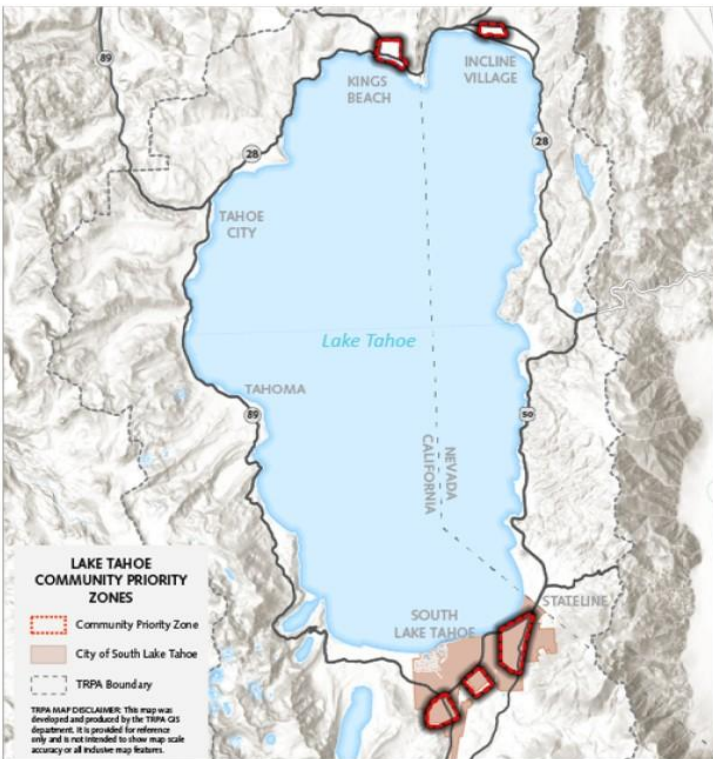 89
KINGS
BEACH
INCLINE
VILLAGE
28
28
TAHOE
CITY
Lake Tahoe
TAHOMA
89
50
CALIFORNIA
NEVADA
LAKE TAHOE
COMMUNITY PRIORITY
ZONES
Community Priority Zone
City of South Lake Tahoe
TRPA Boundary
TRPA MAP DISCLAIMER: This map was
developed and produced by the TRPA GIS
department. It is provided for reference
only and is not intended to show map scale
accuracy or all inclusive map features.
SOUTH
LAKE TAHOE
STATELINE